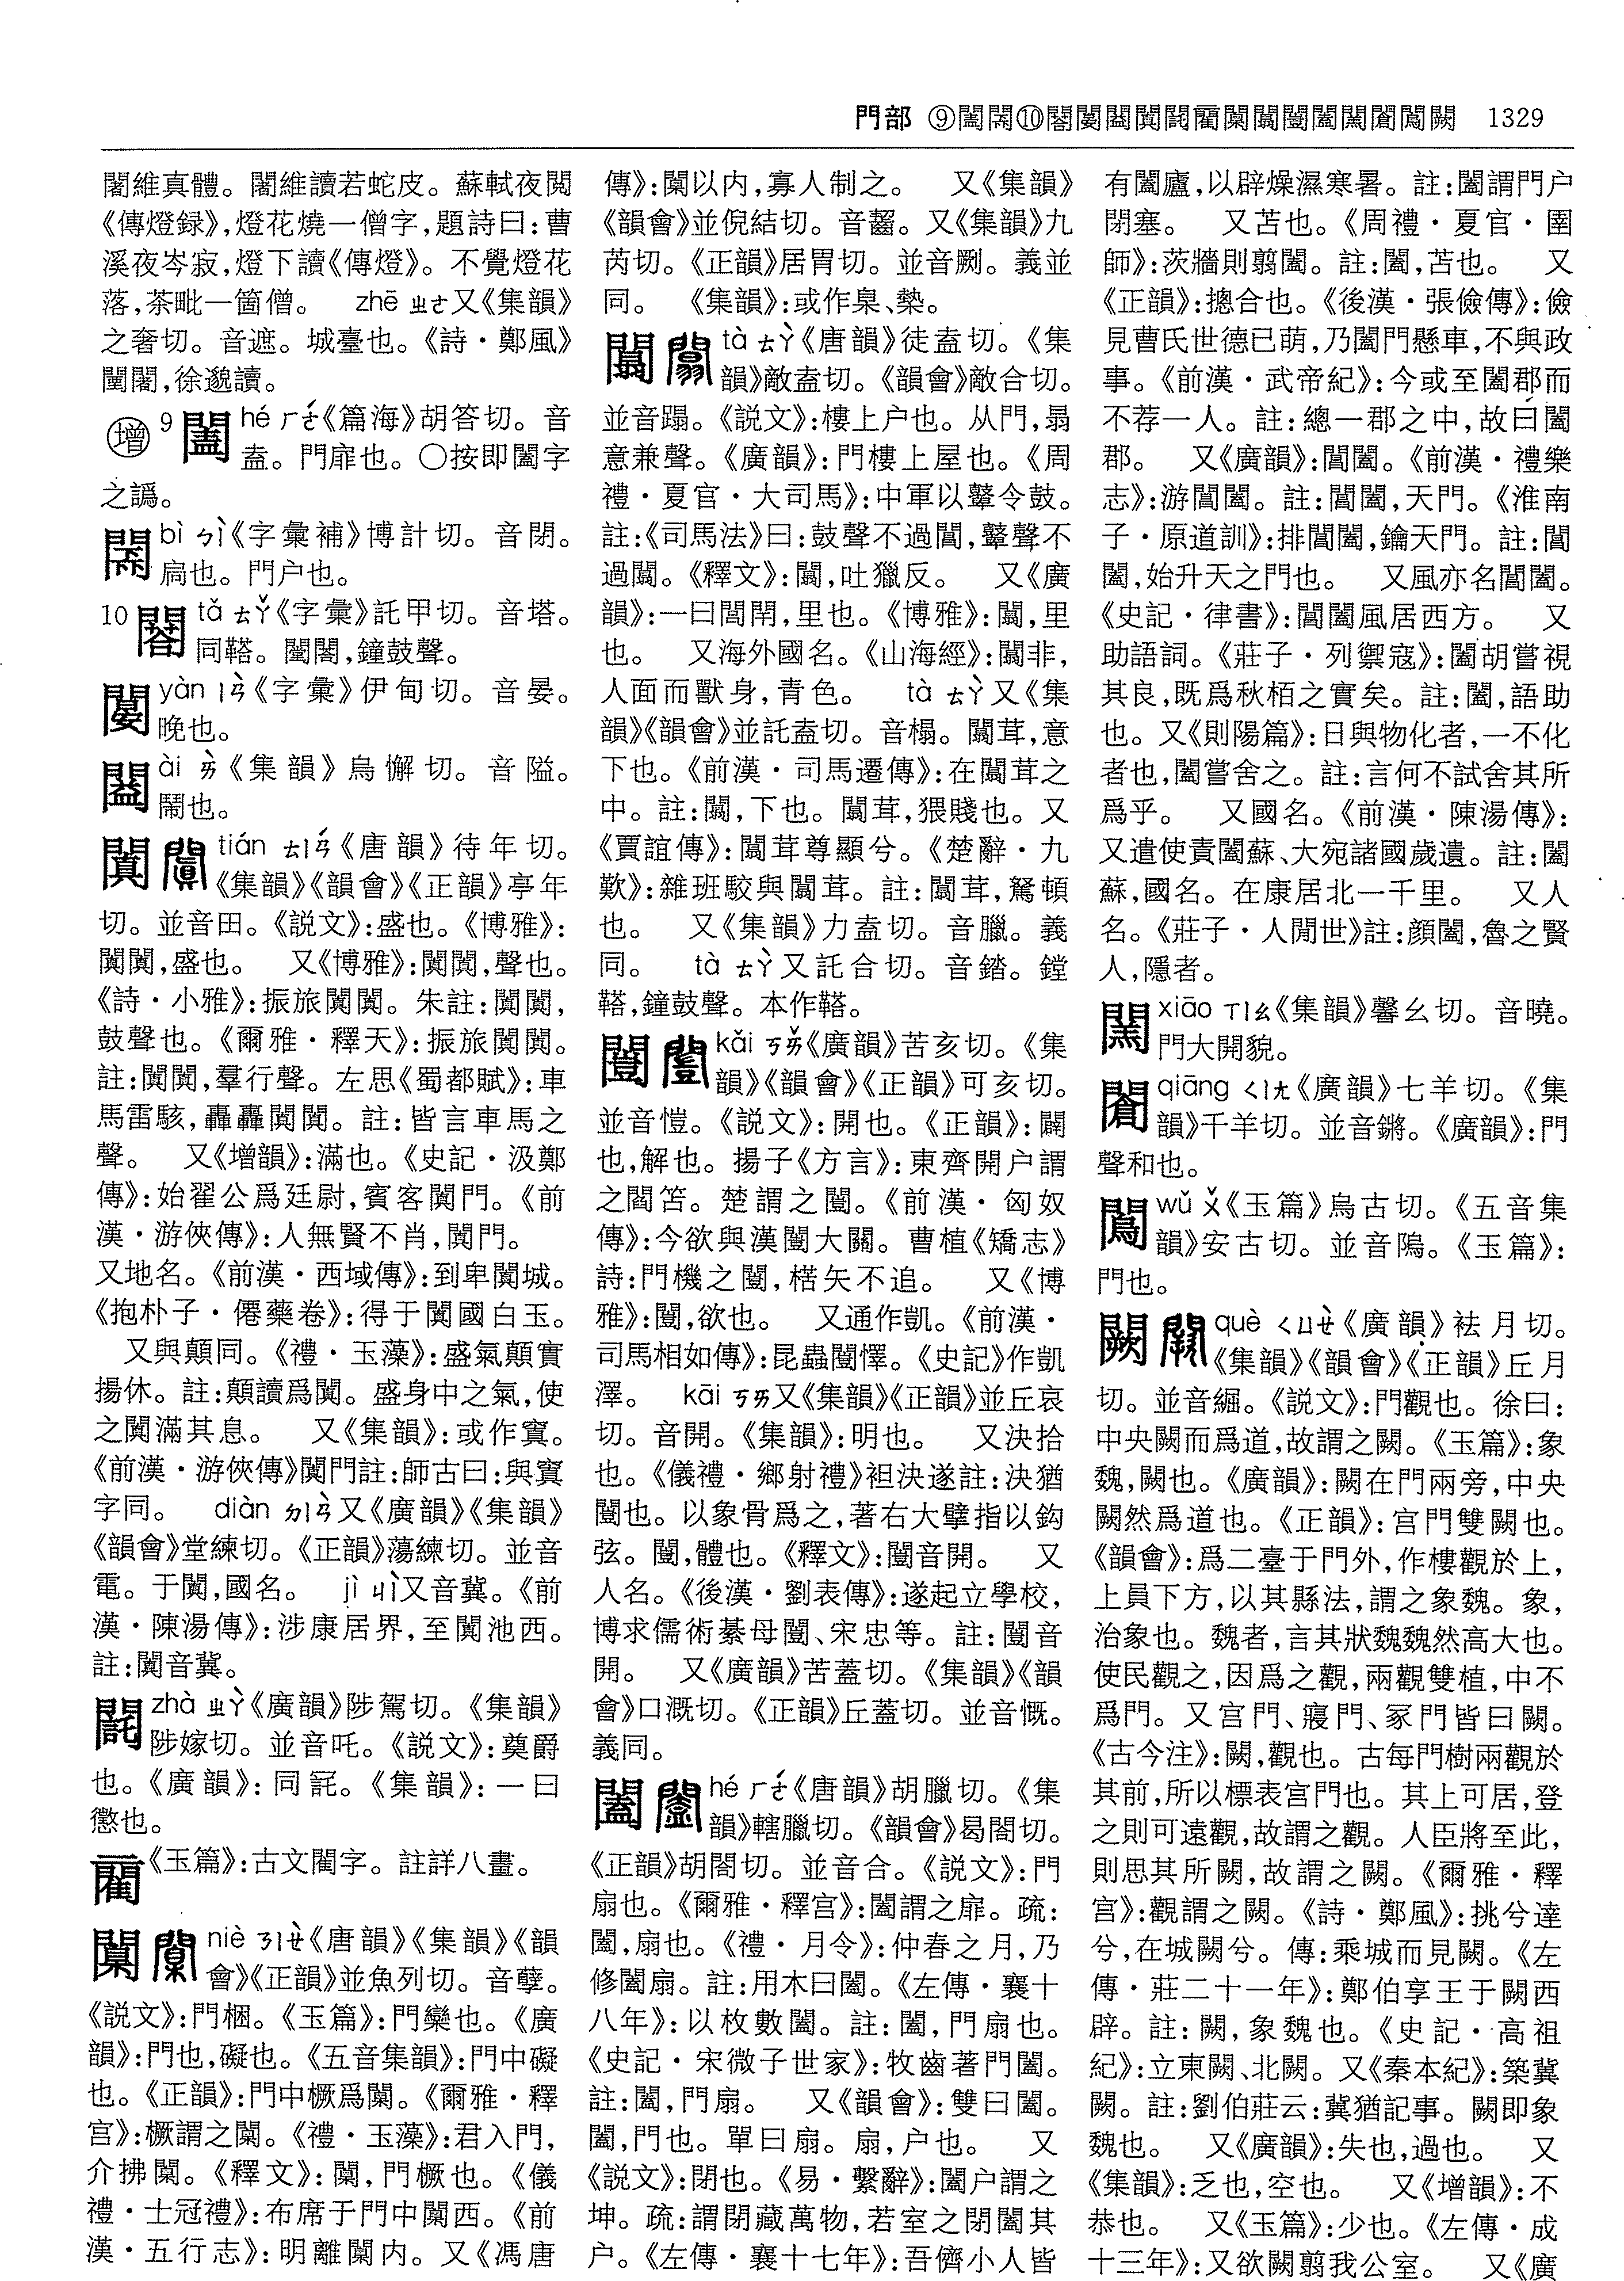 門部 ⑨闔𨵿⑩𨶀䦥𨶂闐䦛𨶑闑闒闓闔𨶲䦝䦜闕 1329
闍維真體。闍維讀若蛇皮。蘇軾夜閲
《傳燈録》,燈花燒一僧字,題詩曰:曹
溪夜岑寂,燈下讀《傳燈》。不覺燈花
落,茶毗一箇僧。 zhē ㄓㄜ又《集韻》
之奢切。音遮。城臺也。《詩·鄭風》
闉闍,徐邈讀。
增 9 hé ㄏㄜˊ《篇海》胡答切。音
盍。門扉也。○按即闔字
之譌。
bì ㄅㄧˋ《字彙補》博計切。音閉。
扃也。門户也。
10 tǎ ㄊㄚˇ《字彙》託甲切。音塔。
同鞳。闛闒,鐘鼓聲。
yàn ㄧㄢˋ《字彙》伊甸切。音晏。
晚也。
ài ㄞˋ《集韻》烏懈切。音隘。
鬧也。
闐 tián ㄊㄧㄢˊ《唐韻》待年切。
《集韻》《韻會》《正韻》亭年
切。並音田。《説文》:盛也。《博雅》:
闐闐,盛也。 又《博雅》:闐闐,聲也。
《詩·小雅》:振旅闐闐。朱註:闐闐,
鼓聲也。《爾雅·釋天》:振旅闐闐。
註:闐闐,羣行聲。左思《蜀都賦》:車
馬雷駭,轟轟闐闐。註:皆言車馬之
聲。 又《增韻》:滿也。《史記·汲鄭
傳》:始翟公爲廷尉,賓客闐門。《前
漢·游俠傳》:人無賢不肖,闐門。
又地名。《前漢·西域傳》:到卑闐城。
《抱朴子·僊藥卷》:得于闐國白玉。
又與顛同。《禮·玉藻》:盛氣顛實
揚休。註:顛讀爲闐。盛身中之氣,使
之闐滿其息。 又《集韻》:或作窴。
《前漢·游俠傳》闐門註:師古曰:與窴
字同。 diàn ㄉㄧㄢˋ又《廣韻》《集韻》
《韻會》堂練切。《正韻》蕩練切。並音
電。于闐,國名。 jì ㄐㄧˋ又音冀。《前
漢·陳湯傳》:涉康居界,至闐池西。
註:闐音冀。
zhà ㄓㄚˋ《廣韻》陟駕切。《集韻》
陟嫁切。並音吒。《説文》:奠爵
也。《廣韻》:同䆛。《集韻》:一曰
懲也。
《玉篇》:古文閵字。註詳八畫。
闑 niè ㄋㄧㄝˋ《唐韻》《集韻》《韻
會》《正韻》並魚列切。音孽。
《説文》:門梱。《玉篇》:門欒也。《廣
韻》:門也,礙也。《五音集韻》:門中礙
也。《正韻》:門中橛爲闑。《爾雅·釋
宫》:橛謂之闑。《禮·玉藻》:君入門,
介拂闑。《釋文》:闑,門橛也。《儀
禮·士冠禮》:布席于門中闑西。《前
漢·五行志》:明離闑内。又《馮唐
傳》:闑以内,寡人制之。 又《集韻》
《韻會》並倪結切。音齧。又《集韻》九
芮切。《正韻》居胃切。並音劂。義並
同。 《集韻》:或作臬、槷。
闒 tà ㄊㄚˋ《唐韻》徒盍切。《集
韻》敵盍切。《韻會》敵合切。
並音蹋。《説文》:樓上户也。从門,𦐇
意兼聲。《廣韻》:門樓上屋也。《周
禮·夏官·大司馬》:中軍以鼙令鼓。
註:《司馬法》曰:鼓聲不過閶,鼙聲不
過闒。《釋文》:闒,吐獵反。 又《廣
韻》:一曰閭閈,里也。《博雅》:闒,里
也。 又海外國名。《山海經》:闒非,
人面而獸身,青色。 tà ㄊㄚˋ又《集
韻》《韻會》並託盍切。音榻。闒茸,意
下也。《前漢·司馬遷傳》:在闒茸之
中。註:闒,下也。闒茸,猥賤也。又
《賈誼傳》:闒茸尊顯兮。《楚辭·九
歎》:雜班駮與闒茸。註:闒茸,駑頓
也。 又《集韻》力盍切。音臘。義
同。 tà ㄊㄚˋ又託合切。音錔。鏜
鞳,鐘鼓聲。本作鞳。
闓 kǎi ㄎㄞˇ《廣韻》苦亥切。《集
韻》《韻會》《正韻》可亥切。
並音愷。《説文》:開也。《正韻》:闢
也,解也。揚子《方言》:東齊開户謂
之閻笘。楚謂之闓。《前漢·匈奴
傳》:今欲與漢闓大關。曹植《矯志》
詩:門機之闓,楛矢不追。 又《博
雅》:闓,欲也。 又通作凱。《前漢·
司馬相如傳》:昆蟲闓懌。《史記》作凱
澤。 kāi ㄎㄞ又《集韻》《正韻》並丘哀
切。音開。《集韻》:明也。 又決拾
也。《儀禮·鄉射禮》袒決遂註:決猶
闓也。以象骨爲之,著右大擘指以鈎
弦。闓,體也。《釋文》:闓音開。 又
人名。《後漢·劉表傳》:遂起立學校,
博求儒術綦母闓、宋忠等。註:闓音
開。 又《廣韻》苦蓋切。《集韻》《韻
會》口溉切。《正韻》丘蓋切。並音慨。
義同。
闔 hé ㄏㄜˊ《唐韻》胡臘切。《集
韻》轄臘切。《韻會》曷閤切。
《正韻》胡閤切。並音合。《説文》:門
扇也。《爾雅·釋宫》:闔謂之扉。疏:
闔,扇也。《禮·月令》:仲春之月,乃
修闔扇。註:用木曰闔。《左傳·襄十
八年》:以枚數闔。註:闔,門扇也。
《史記·宋微子世家》:牧齒著門闔。
註:闔,門扇。 又《韻會》:雙曰闔。
闔,門也。單曰扇。扇,户也。 又
《説文》:閉也。《易·繫辭》:闔户謂之
坤。疏:謂閉藏萬物,若室之閉闔其
户。《左傳·襄十七年》:吾儕小人皆
有闔廬,以辟燥濕寒暑。註:闔謂門户
閉塞。 又苫也。《周禮·夏官·圉
師》:茨牆則翦闔。註:闔,苫也。 又
《正韻》:摠合也。《後漢·張儉傳》:儉
見曹氏世德已萌,乃闔門懸車,不與政
事。《前漢·武帝紀》:今或至闔郡而
不荐一人。註:總一郡之中,故曰闔
郡。 又《廣韻》:閶闔。《前漢·禮樂
志》:游閶闔。註:閶闔,天門。《淮南
子·原道訓》:排閶闔,鑰天門。註:閶
闔,始升天之門也。 又風亦名閶闔。
《史記·律書》:閶闔風居西方。 又
助語詞。《莊子·列禦寇》:闔胡嘗視
其良,既爲秋栢之實矣。註:闔,語助
也。又《則陽篇》:日與物化者,一不化
者也,闔嘗舍之。註:言何不試舍其所
爲乎。 又國名。《前漢·陳湯傳》:
又遣使責闔蘇、大宛諸國歲遺。註:闔
蘇,國名。在康居北一千里。 又人
名。《莊子·人閒世》註:顔闔,魯之賢
人,隱者。
xiāo ㄒㄧㄠ《集韻》馨幺切。音曉。
門大開貌。
qiāng ㄑㄧㄤ《廣韻》七羊切。《集
韻》千羊切。並音鏘。《廣韻》:門
聲和也。
wǔ ㄨˇ《玉篇》烏古切。《五音集
韻》安古切。並音隖。《玉篇》:
門也。
闕 què ㄑㄩㄝˋ《廣韻》袪月切。
《集韻》《韻會》《正韻》丘月
切。並音䋉。《説文》:門觀也。徐曰:
中央闕而爲道,故謂之闕。《玉篇》:象
魏,闕也。《廣韻》:闕在門兩旁,中央
闕然爲道也。《正韻》:宫門雙闕也。
《韻會》:爲二臺于門外,作樓觀於上,
上員下方,以其縣法,謂之象魏。象,
治象也。魏者,言其狀魏魏然高大也。
使民觀之,因爲之觀,兩觀雙植,中不
爲門。又宫門、寢門、冢門皆曰闕。
《古今注》:闕,觀也。古每門樹兩觀於
其前,所以標表宫門也。其上可居,登
之則可遠觀,故謂之觀。人臣將至此,
則思其所闕,故謂之闕。《爾雅·釋
宫》:觀謂之闕。《詩·鄭風》:挑兮達
兮,在城闕兮。傳:乘城而見闕。《左
傳·莊二十一年》:鄭伯享王于闕西
辟。註:闕,象魏也。《史記·高祖
紀》:立東闕、北闕。又《秦本紀》:築冀
闕。註:劉伯莊云:冀猶記事。闕即象
魏也。 又《廣韻》:失也,過也。 又
《集韻》:乏也,空也。 又《增韻》:不
恭也。 又《玉篇》:少也。《左傳·成
十三年》:又欲闕翦我公室。 又《廣